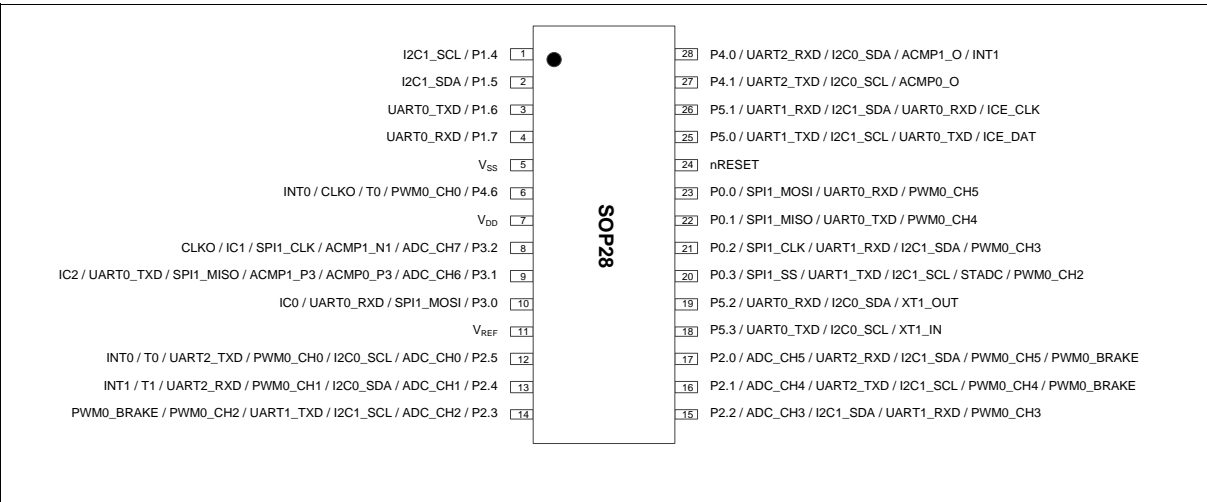 I2C1_SCL / P1.4 1
I2C1_SDA / P1.5 2
UART0_TXD / P1.6 3
UART0_RXD / P1.7 4
VSS 5
INT0 / CLKO / T0 / PWM0_CH0 / P4.6 6
VDD 7
CLKO / IC1 / SPI1_CLK / ACMP1_N1 / ADC_CH7 / P3.2 8
IC2 / UART0_TXD / SPI1_MISO / ACMP1_P3 / ACMP0_P3 / ADC_CH6 / P3.1 9
IC0 / UART0_RXD / SPI1_MOSI / P3.0 10
VREF 11
INT0 / T0 / UART2_TXD / PWM0_CH0 / I2C0_SCL / ADC_CH0 / P2.5 12
INT1 / T1 / UART2_RXD / PWM0_CH1 / I2C0_SDA / ADC_CH1 / P2.4 13
PWM0_BRAKE / PWM0_CH2 / UART1_TXD / I2C1_SCL / ADC_CH2 / P2.3 14
SOP28
28 P4.0 / UART2_RXD / I2C0_SDA / ACMP1_O / INT1
27 P4.1 / UART2_TXD / I2C0_SCL / ACMP0_O
26 P5.1 / UART1_RXD / I2C1_SDA / UART0_RXD / ICE_CLK
25 P5.0 / UART1_TXD / I2C1_SCL / UART0_TXD / ICE_DAT
24 nRESET
23 P0.0 / SPI1_MOSI / UART0_RXD / PWM0_CH5
22 P0.1 / SPI1_MISO / UART0_TXD / PWM0_CH4
21 P0.2 / SPI1_CLK / UART1_RXD / I2C1_SDA / PWM0_CH3
20 P0.3 / SPI1_SS / UART1_TXD / I2C1_SCL / STADC / PWM0_CH2
19 P5.2 / UART0_RXD / I2C0_SDA / XT1_OUT
18 P5.3 / UART0_TXD / I2C0_SCL / XT1_IN
17 P2.0 / ADC_CH5 / UART2_RXD / I2C1_SDA / PWM0_CH5 / PWM0_BRAKE
16 P2.1 / ADC_CH4 / UART2_TXD / I2C1_SCL / PWM0_CH4 / PWM0_BRAKE
15 P2.2 / ADC_CH3 / I2C1_SDA / UART1_RXD / PWM0_CH3